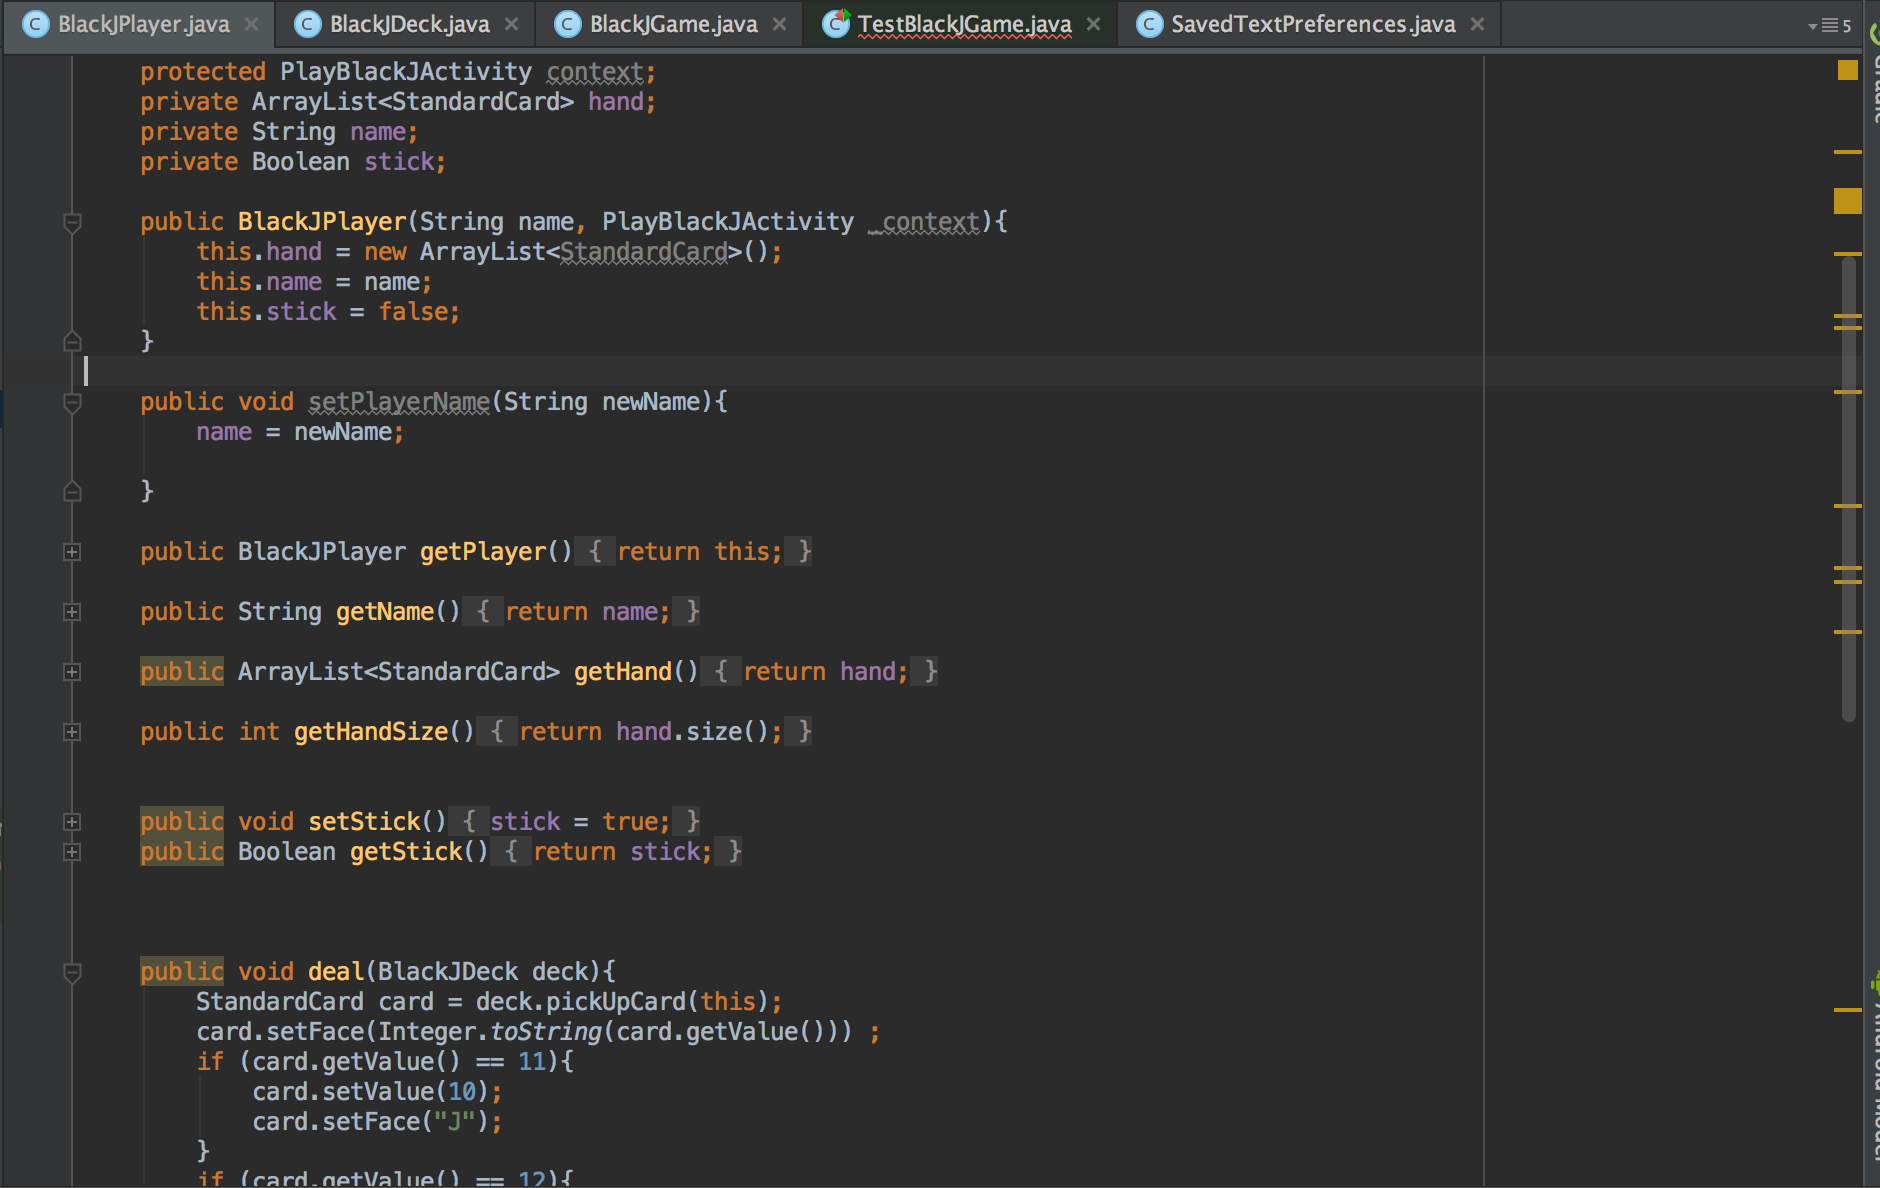 BlackJPlayer.java BlackJDeck.java BlackJGame.java TestBlackJGame.java SavedTextPreferences.java 5
protected PlayBlackJActivity context;
private ArrayList<StandardCard> hand;
private String name;
private Boolean stick;
public BlackJPlayer(String name, PlayBlackJActivity _context){
this.hand = new ArrayList<StandardCard>();
this.name = name;
this.stick = false;
}
public void setPlayerName(String newName){
name = newName;
}
public BlackJPlayer getPlayer() { return this; }
public String getName() { return name; }
public ArrayList<StandardCard> getHand() { return hand; }
public int getHandSize() { return hand.size(); }
public void setStick() { stick = true; }
public Boolean getStick() { return stick; }
public void deal(BlackJDeck deck){
StandardCard card = deck.pickUpCard(this);
card.setFace(Integer.toString(card.getValue())) ;
if (card.getValue() == 11){
card.setValue(10);
card.setFace("J");
}
if (card.getValue() == 12){